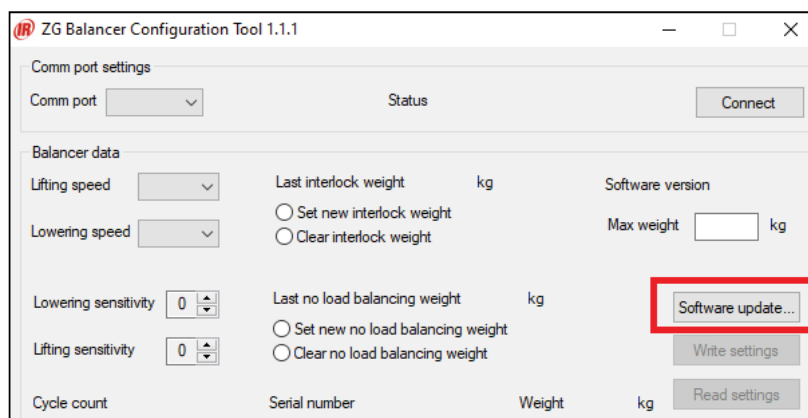 IR ZG Balancer Configuration Tool 1.1.1
Comm port settings
Comm port Status Connect
Balancer data
Lifting speed Last interlock weight kg Software version
Set new interlock weight
Lowering speed Clear interlock weight Max weight kg
Lowering sensitivity 0 Last no load balancing weight kg Software update...
Set new no load balancing weight
Lifting sensitivity 0 Clear no load balancing weight Write settings
Cycle count Serial number Weight kg Read settings